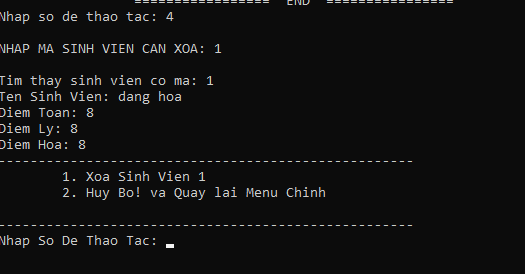 ================= END ================
Nhap so de thao tac: 4
NHAP MA SINH VIEN CAN XOA: 1
Tim thay sinh vien co ma: 1
Ten Sinh Vien: dang hoa
Diem Toan: 8
Diem Ly: 8
Diem Hoa: 8
----------------------------------------------------
1. Xoa Sinh Vien 1
2. Huy Bo! va Quay lai Menu Chinh
----------------------------------------------------
Nhap So De Thao Tac: